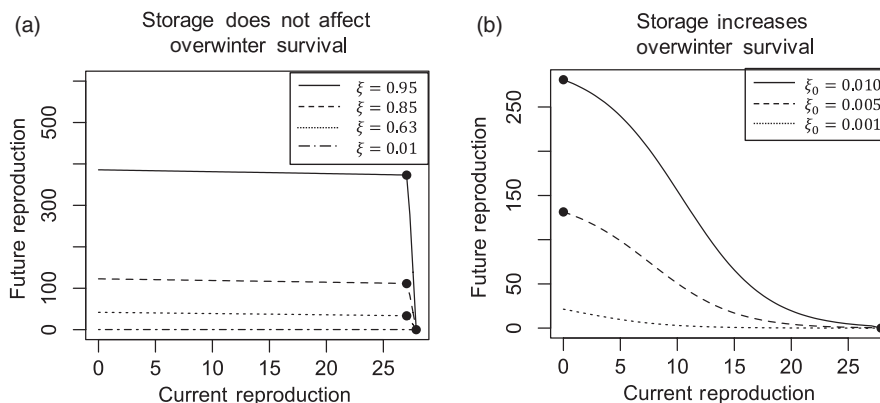 (a)
Storage does not affect
overwinter survival
ξ = 0.95
ξ = 0.85
ξ = 0.63
ξ = 0.01
Future reproduction
0
100
300
500
0
5
10
15
20
25
Current reproduction
(b)
Storage increases
overwinter survival
ξ₀ = 0.010
ξ₀ = 0.005
ξ₀ = 0.001
Future reproduction
0
50
150
250
0
5
10
15
20
25
Current reproduction